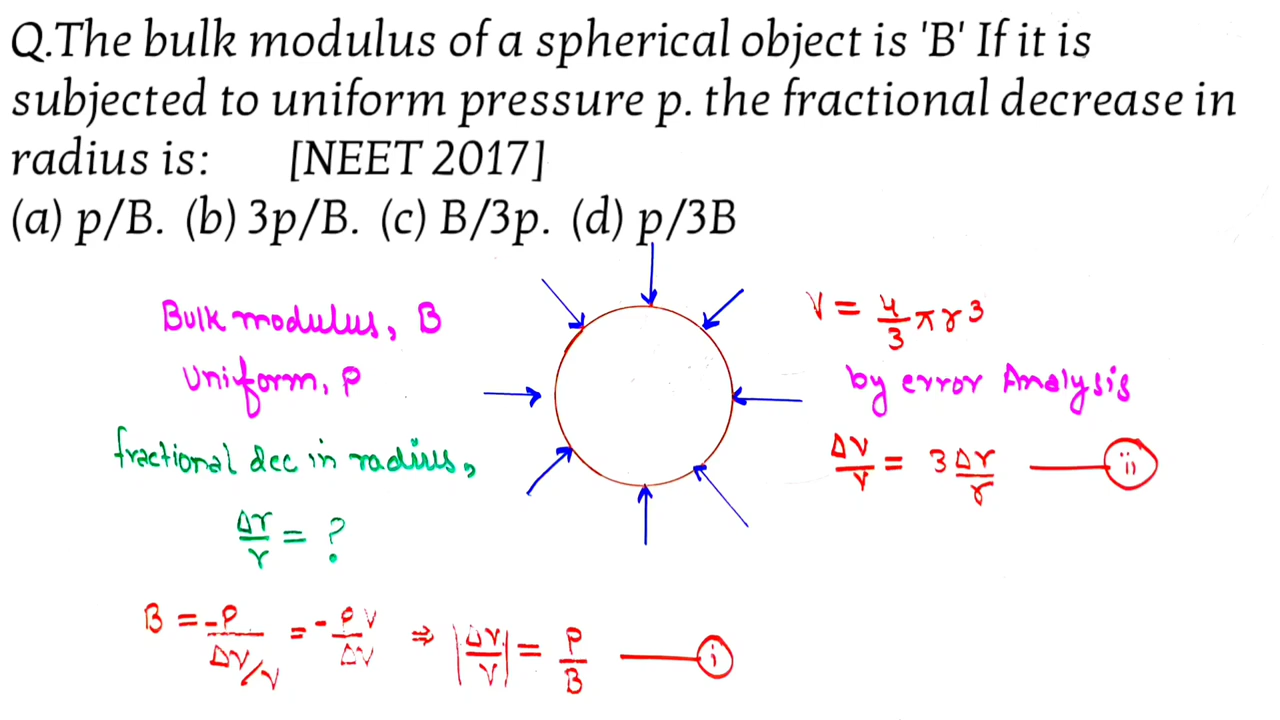 Q.The bulk modulus of a spherical object is 'B' If it is
subjected to uniform pressure p. the fractional decrease in
radius is: [NEET 2017]
(a) p/B. (b) 3p/B. (c) B/3p. (d) p/3B
Bulk modulus, B
Uniform, P
fractional dec in radius,
Δr/r = ?
B = -P/ΔV/V = - PV/ΔV ⇒ |ΔV/V| = P/B — i
V = 4/3 π r 3
by error Analysis
ΔV/V = 3 Δr/r — ii